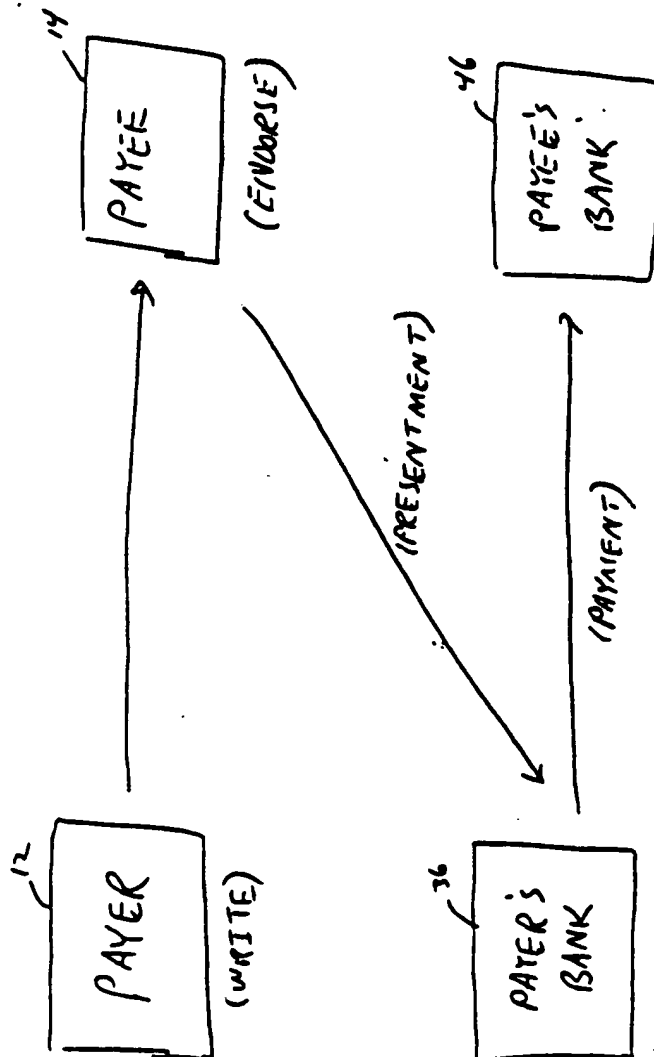 12
PAYER
(WRITE)
14
PAYEE
(ENDORSE)
(PRESENTMENT)
36
PAYER'S
BANK
(PAYMENT)
46
PAYEE'S
BANK